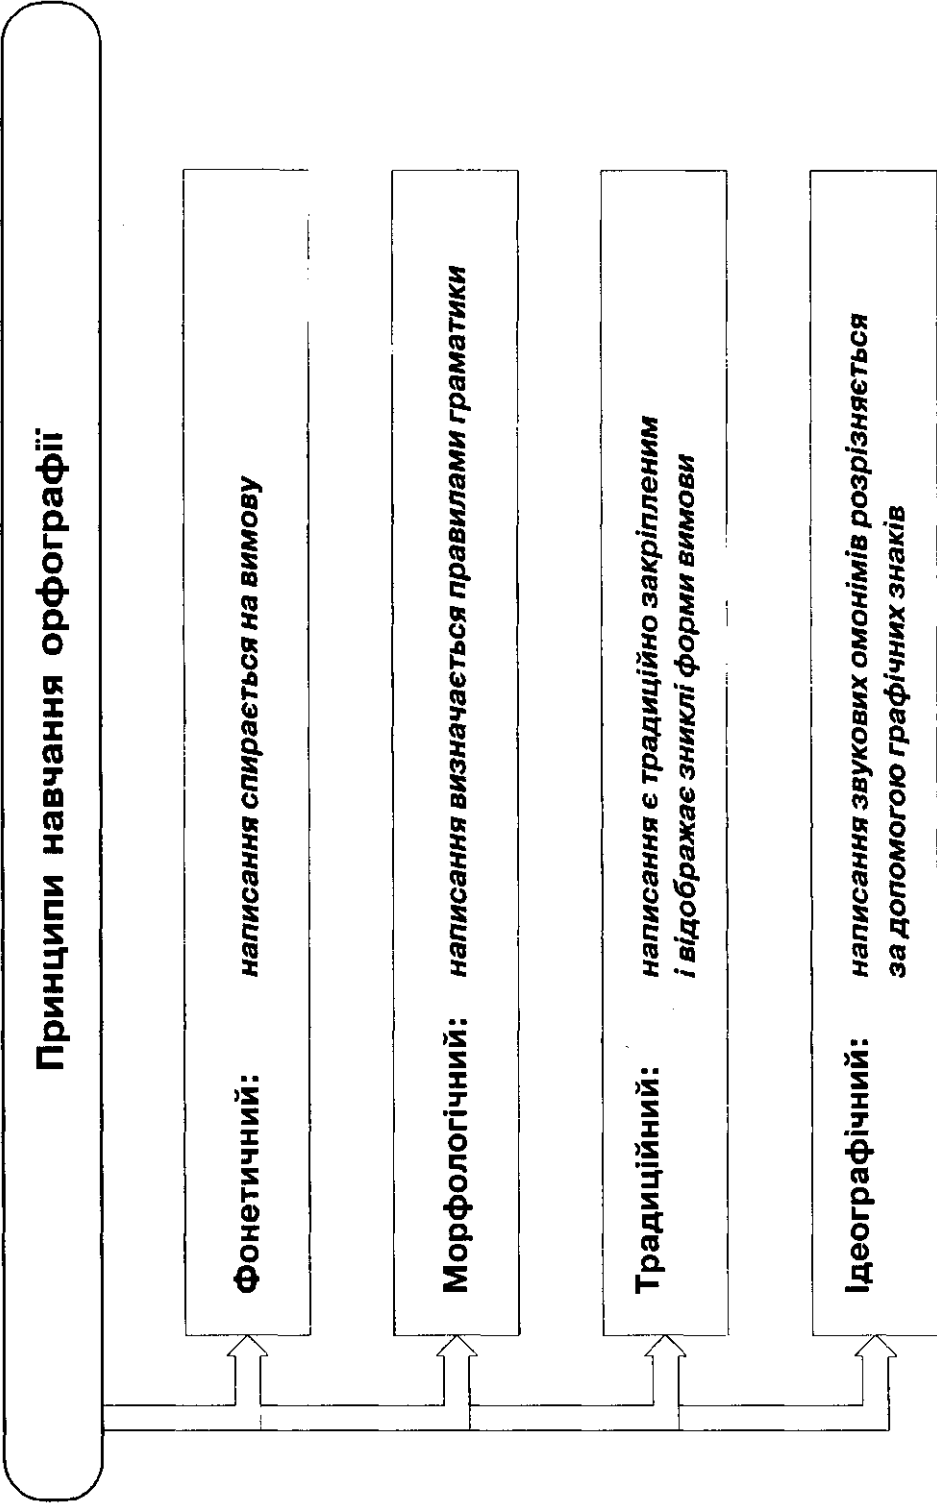 Принципи навчання орфографії
Фонетичний: написання спирається на вимову
Морфологічний: написання визначається правилами граматики
Традиційний: написання є традиційно закріпленим
і відображає зниклі форми вимови
Ідеографічний: написання звукових омонімів розрізняється
за допомогою графічних знаків